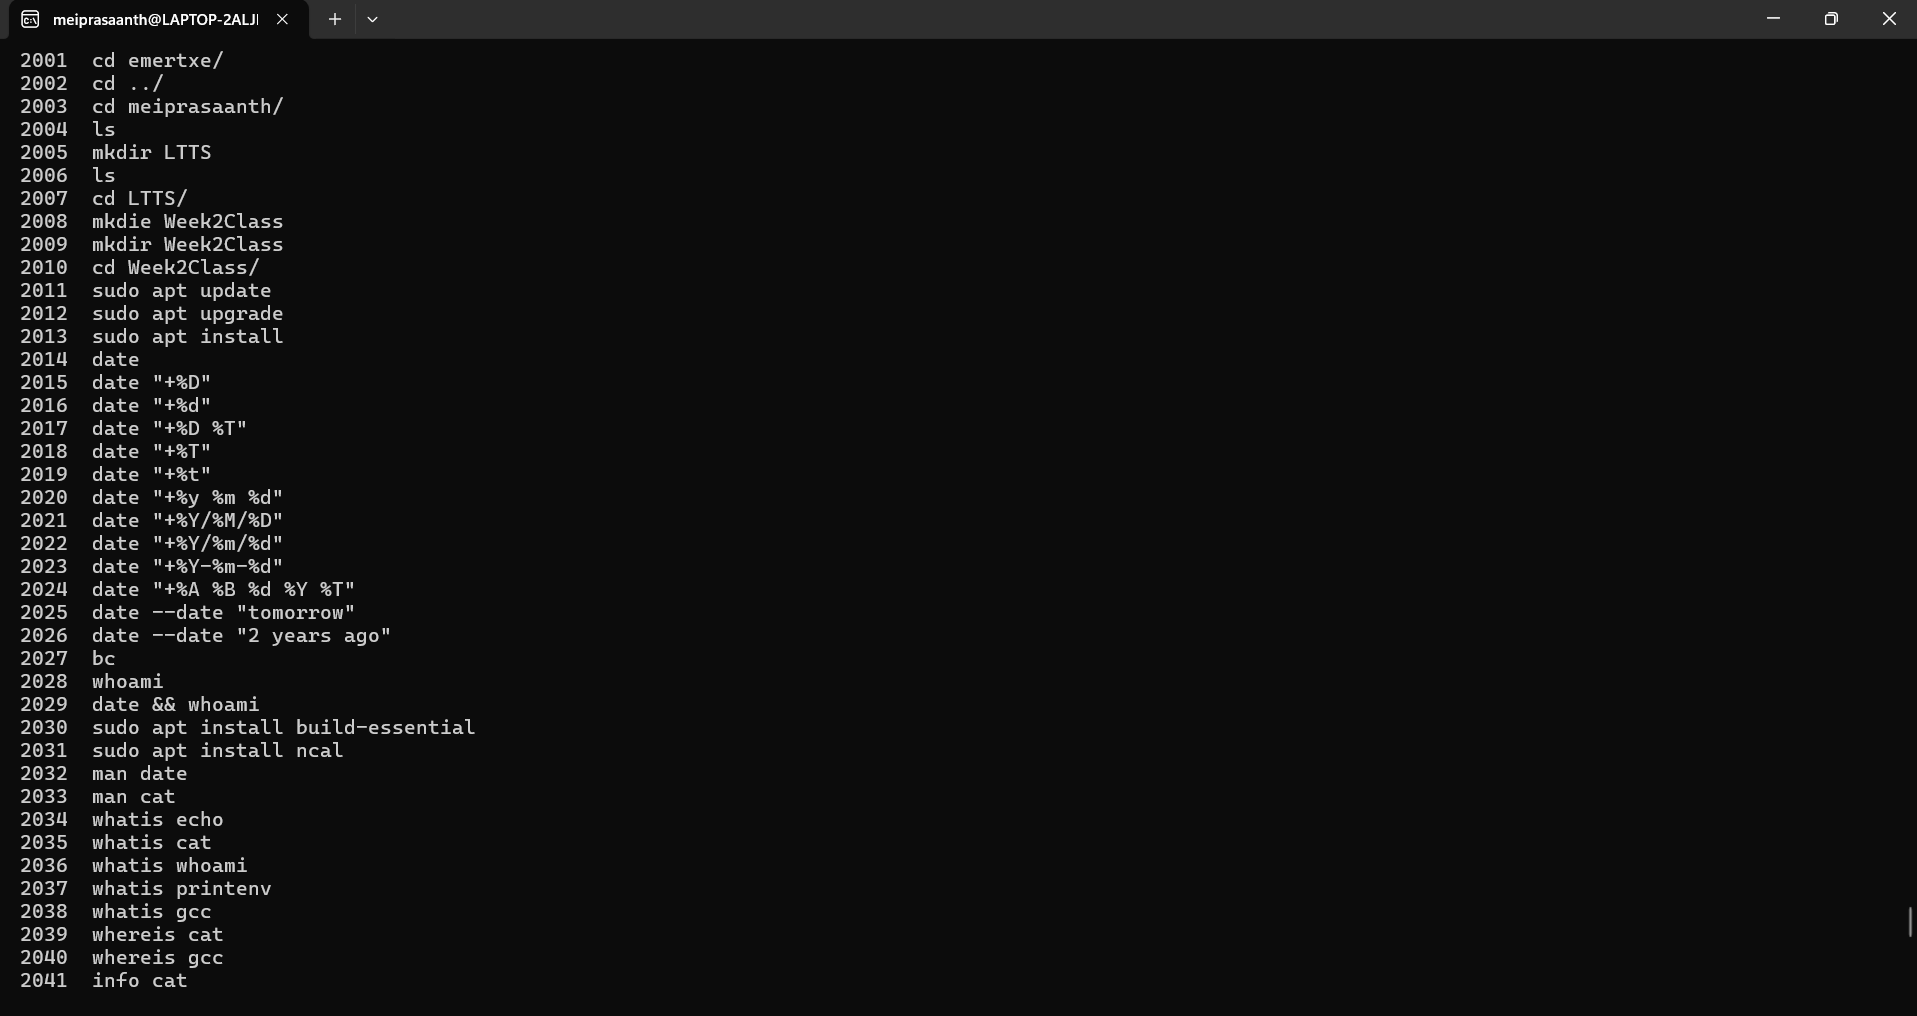 meiprasaanth@LAPTOP-2ALJI
2001 cd emertxe/
2002 cd ../
2003 cd meiprasaanth/
2004 ls
2005 mkdir LTTS
2006 ls
2007 cd LTTS/
2008 mkdie Week2Class
2009 mkdir Week2Class
2010 cd Week2Class/
2011 sudo apt update
2012 sudo apt upgrade
2013 sudo apt install
2014 date
2015 date "+%D"
2016 date "+%d"
2017 date "+%D %T"
2018 date "+%T"
2019 date "+%t"
2020 date "+%y %m %d"
2021 date "+%Y/%M/%D"
2022 date "+%Y/%m/%d"
2023 date "+%Y-%m-%d"
2024 date "+%A %B %d %Y %T"
2025 date --date "tomorrow"
2026 date --date "2 years ago"
2027 bc
2028 whoami
2029 date && whoami
2030 sudo apt install build-essential
2031 sudo apt install ncal
2032 man date
2033 man cat
2034 whatis echo
2035 whatis cat
2036 whatis whoami
2037 whatis printenv
2038 whatis gcc
2039 whereis cat
2040 whereis gcc
2041 info cat